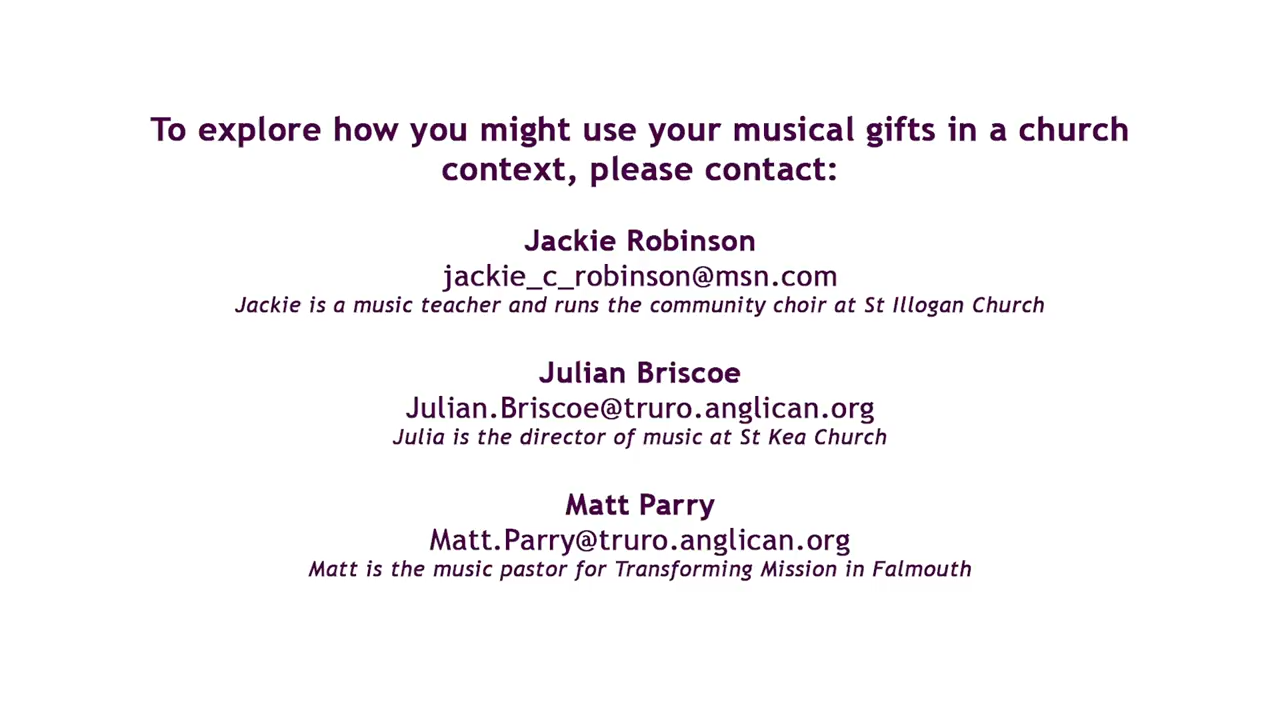 To explore how you might use your musical gifts in a church
context, please contact:
Jackie Robinson
jackie_c_robinson@msn.com
Jackie is a music teacher and runs the community choir at St Illogan Church
Julian Briscoe
Julian.Briscoe@truro.anglican.org
Julia is the director of music at St Kea Church
Matt Parry
Matt.Parry@truro.anglican.org
Matt is the music pastor for Transforming Mission in Falmouth